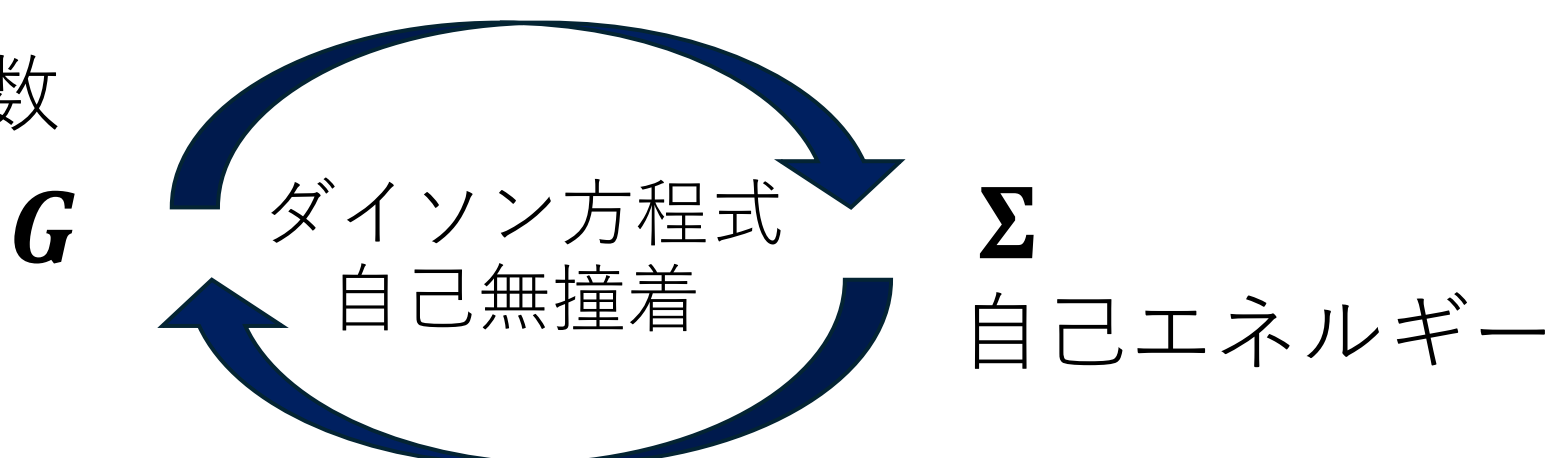 数
G
ダイソン方程式
自己無撞着
Σ
自己エネルギー